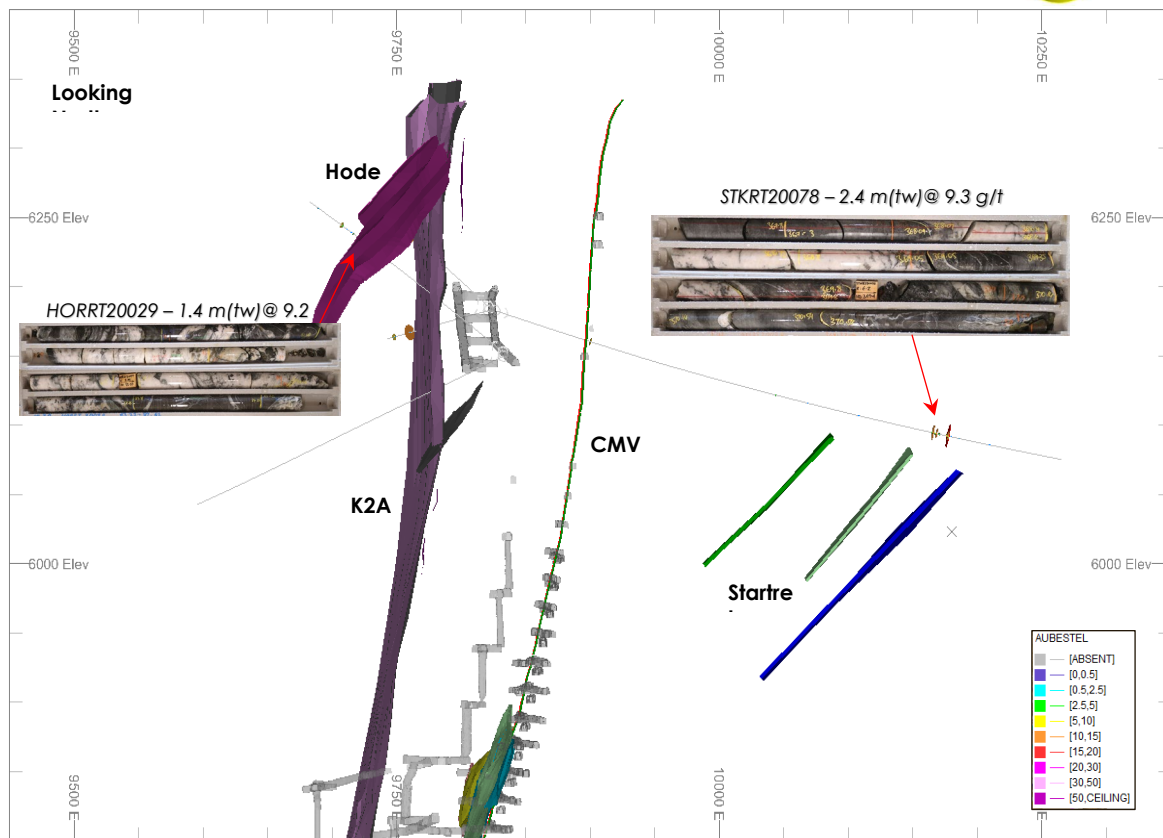 9500 E
9750 E
10000 E
10250 E
Looking
Hode
6250 Elev
6250 Elev
STKRT20078 – 2.4 m(tw)@ 9.3 g/t
HORRT20029 – 1.4 m(tw)@ 9.2
CMV
K2A
6000 Elev
6000 Elev
Startre
AUBESTEL
[ABSENT]
[0,0.5]
[0.5,2.5]
[2.5,5]
[5,10]
[10,15]
[15,20]
[20,30]
[30,50]
[50,CEILING]
9500 E
9750 E
10000 E